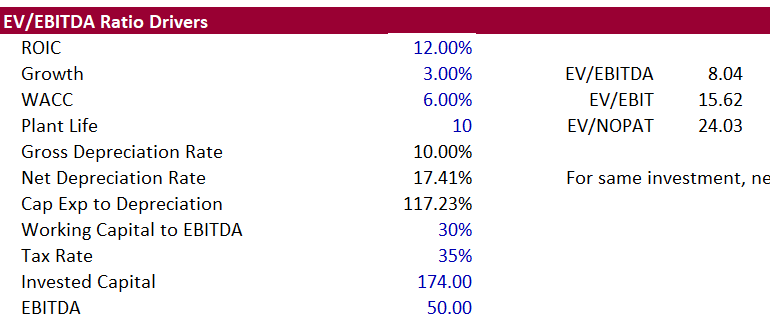 EV/EBITDA Ratio Drivers
ROIC 12.00%
Growth 3.00% EV/EBITDA 8.04
WACC 6.00% EV/EBIT 15.62
Plant Life 10 EV/NOPAT 24.03
Gross Depreciation Rate 10.00%
Net Depreciation Rate 17.41% For same investment, ne
Cap Exp to Depreciation 117.23%
Working Capital to EBITDA 30%
Tax Rate 35%
Invested Capital 174.00
EBITDA 50.00